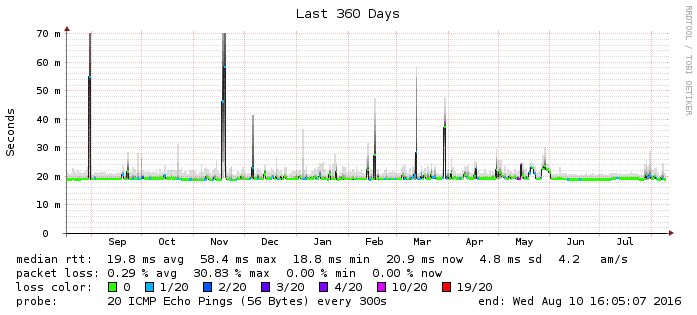 Last 360 Days
RRDTOOL / TOBI OETIKER
70 m
60 m
50 m
40 m
30 m
20 m
10 m
0
Seconds
Sep Oct Nov Dec Jan Feb Mar Apr May Jun Jul
median rtt: 19.8 ms avg 58.4 ms max 18.8 ms min 20.9 ms now 4.8 ms sd 4.2 am/s
packet loss: 0.29 % avg 30.83 % max 0.00 % min 0.00 % now
loss color: 0 1/20 2/20 3/20 4/20 10/20 19/20
probe: 20 ICMP Echo Pings (56 Bytes) every 300s end: Wed Aug 10 16:05:07 2016